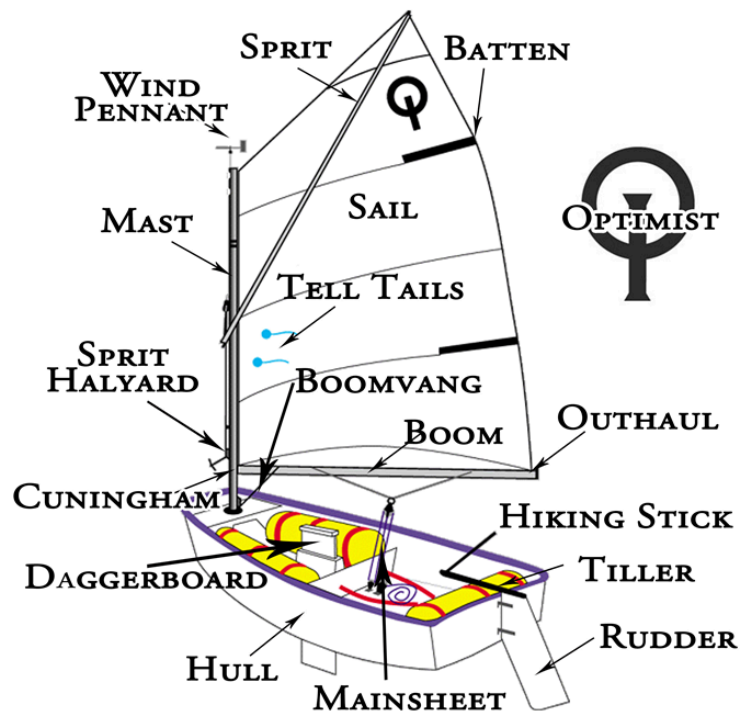 SPRIT
BATTEN
WIND
PENNANT
MAST
SAIL
OPTIMIST
TELL TAILS
SPRIT
HALYARD
BOOMVANG
OUTHAUL
BOOM
CUNINGHAM
HIKING STICK
DAGGERBOARD
TILLER
RUDDER
HULL
MAINSHEET